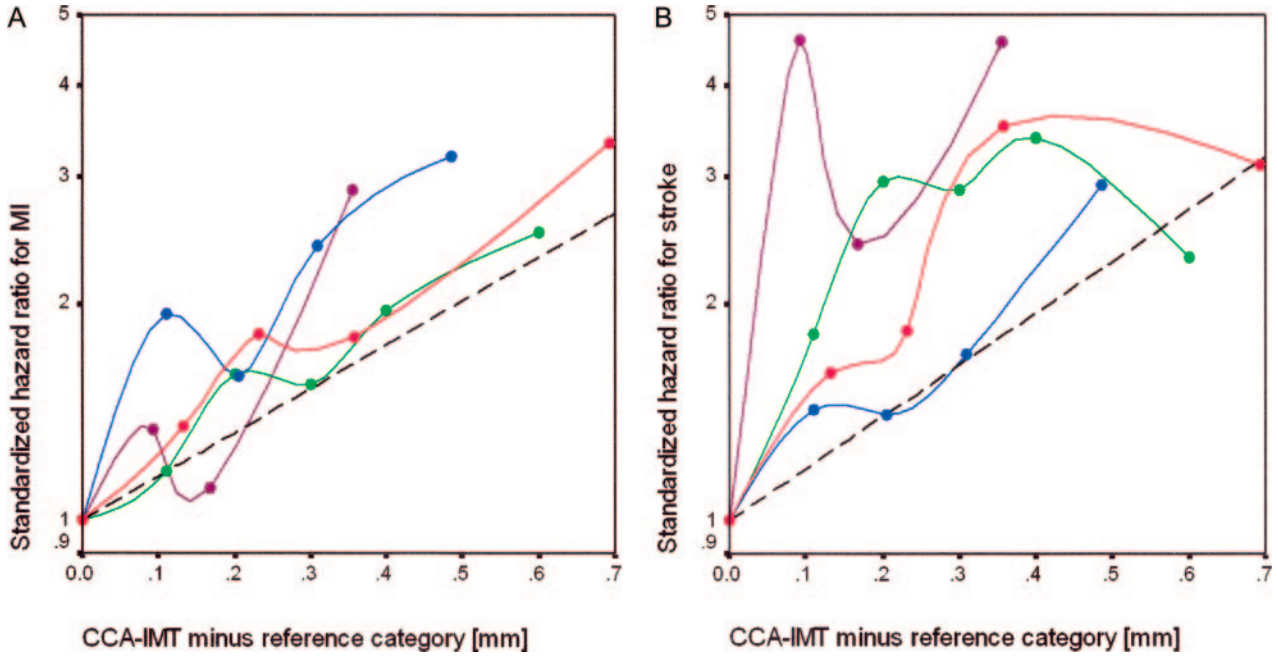 A
Standardized hazard ratio for MI
5
4
3
2
1
.9
0.0 .1 .2 .3 .4 .5 .6 .7
CCA-IMT minus reference category [mm]
B
Standardized hazard ratio for stroke
5
4
3
2
1
.9
0.0 .1 .2 .3 .4 .5 .6 .7
CCA-IMT minus reference category [mm]